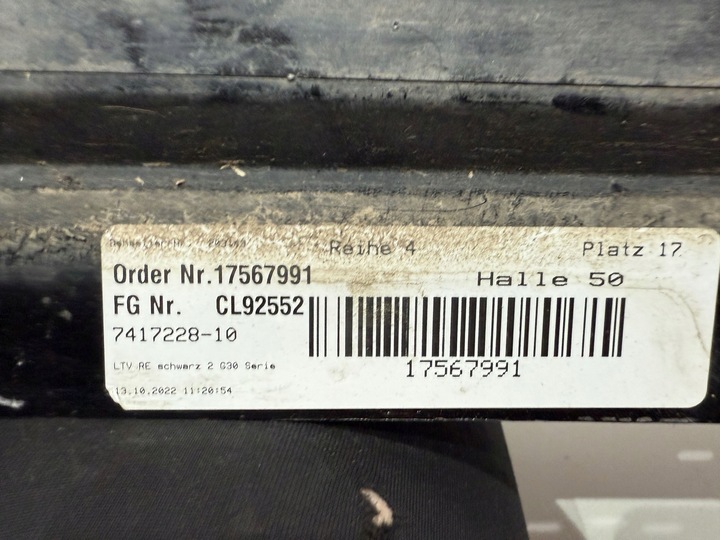 Reihe 4 Platz 17
Order Nr.17567991 Halle 50
FG Nr. CL92552
7417228-10
17567991
LTV RE schwarz 2 G30 Serie
13.10.2022 11:20:54